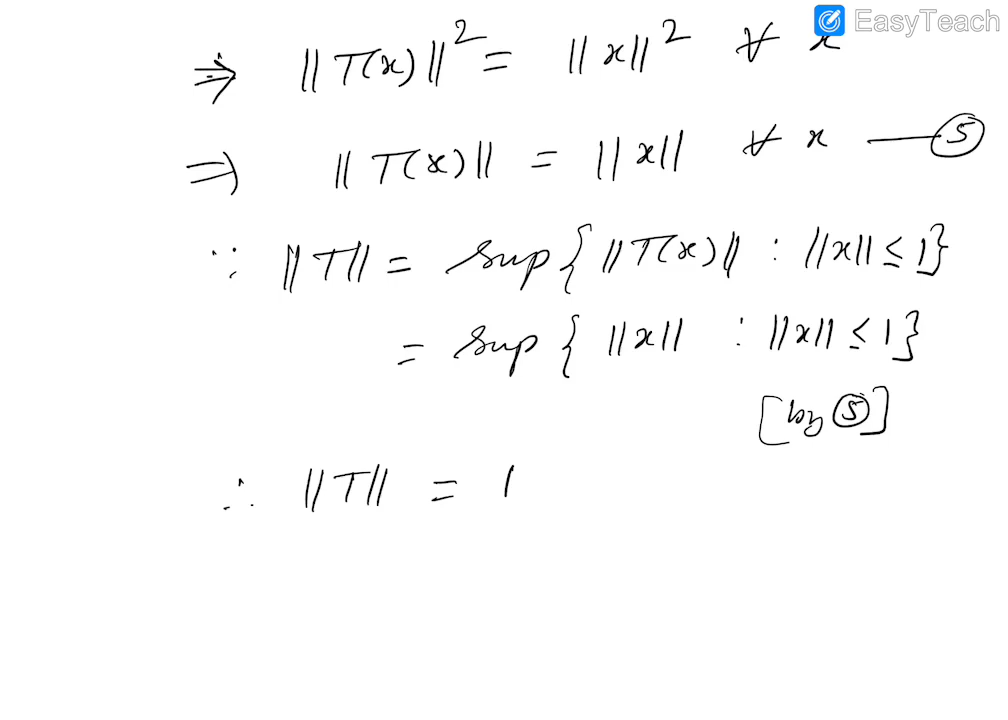 EasyTeach
⇒ ||T(x)||² = ||x||² ∀ x
⇒ ||T(x)|| = ||x|| ∀ x —⑤
∵ ||T|| = Sup{||T(x)|| : ||x|| ≤ 1}
= Sup{ ||x|| : ||x|| ≤ 1}
[by ⑤]
∴ ||T|| = 1